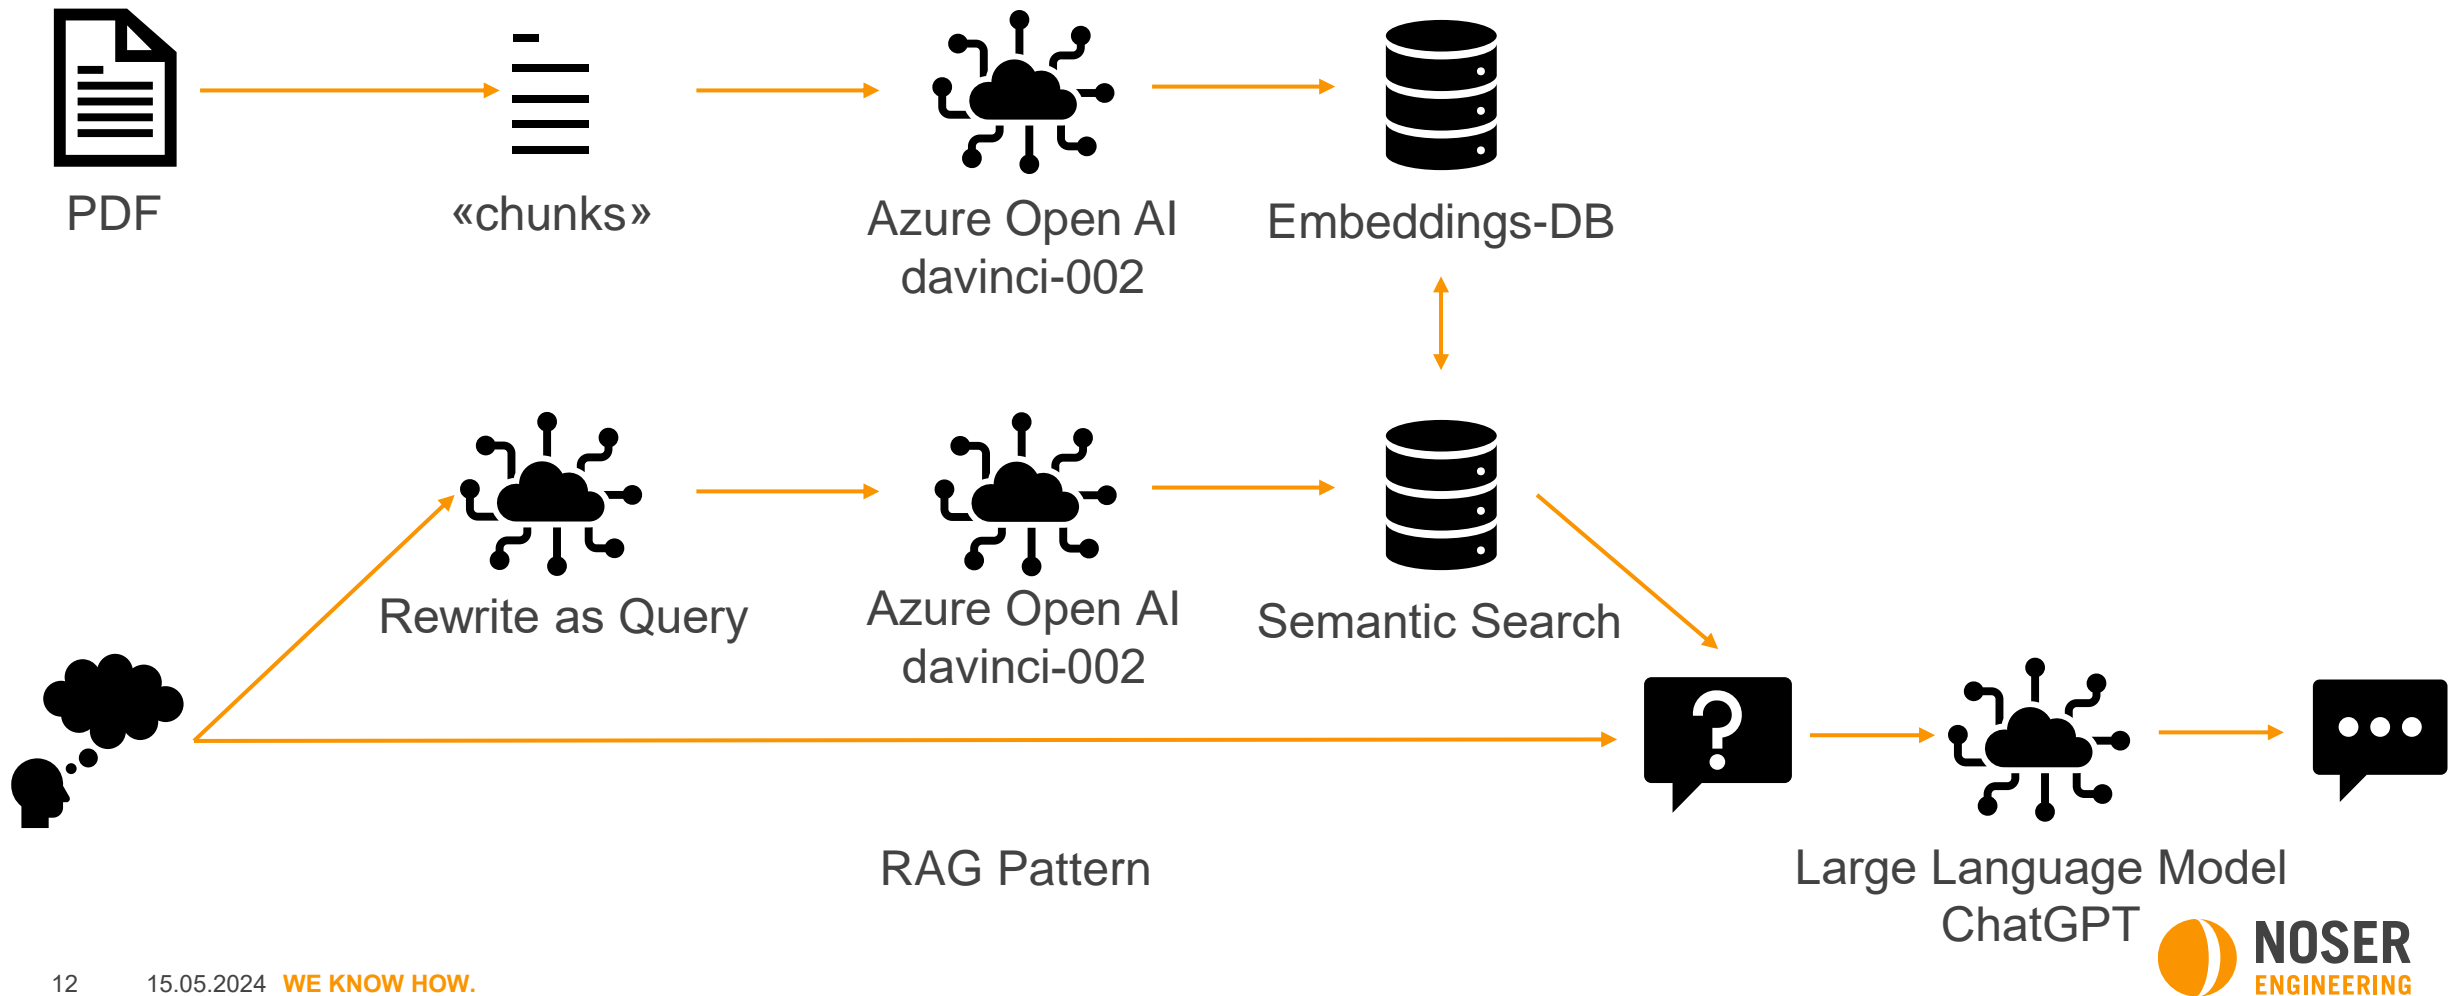 PDF
«chunks»
Azure Open AI
davinci-002
Embeddings-DB
Rewrite as Query
Azure Open AI
davinci-002
Semantic Search
?
RAG Pattern
Large Language Model
ChatGPT
NOSER
ENGINEERING
12 15.05.2024 WE KNOW HOW.